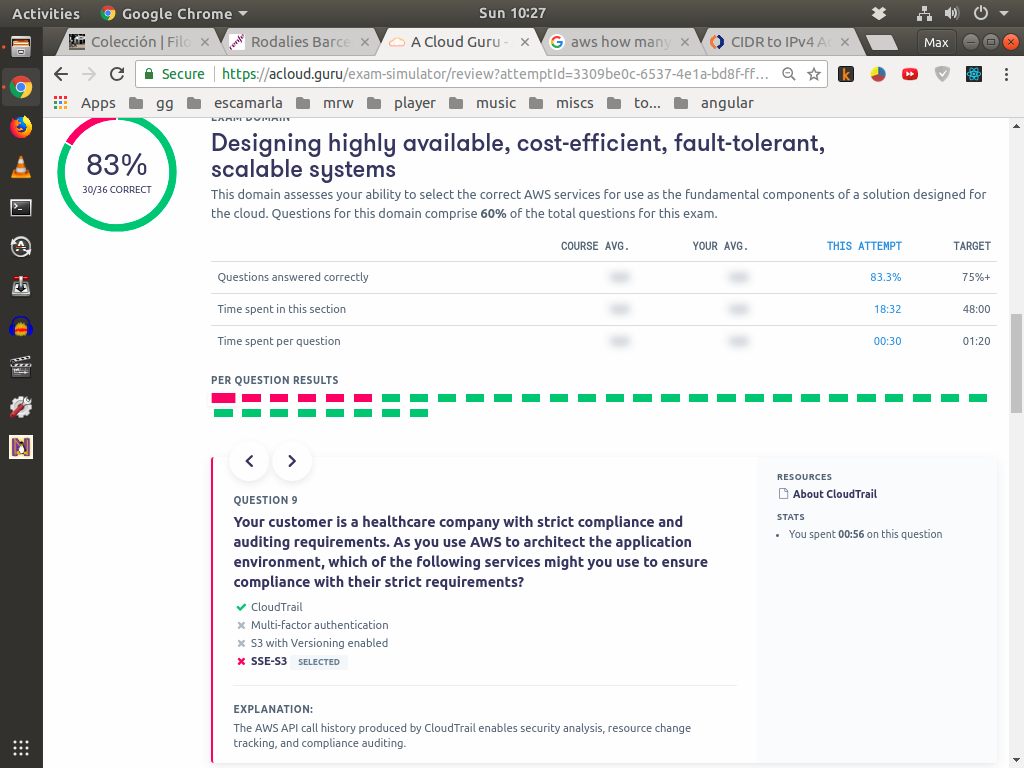 Activities Google Chrome Sun 10:27
Colección | Filo Rodalies Barce A Cloud Guru - aws how many CIDR to IPv4 Ad Max
Secure https://acloud.guru/exam-simulator/review?attemptId=3309be0c-6537-4e1a-bd8f-ff...
Apps gg escamarla mrw player music miscs to... angular
EXAM DOMAIN
Designing highly available, cost-efficient, fault-tolerant,
scalable systems
83%
30/36 CORRECT
This domain assesses your ability to select the correct AWS services for use as the fundamental components of a solution designed for
the cloud. Questions for this domain comprise 60% of the total questions for this exam.
COURSE AVG. YOUR AVG. THIS ATTEMPT TARGET
Questions answered correctly 83.3% 75%+
Time spent in this section 18:32 48:00
Time spent per question 00:30 01:20
PER QUESTION RESULTS
QUESTION 9
Your customer is a healthcare company with strict compliance and
auditing requirements. As you use AWS to architect the application
environment, which of the following services might you use to ensure
compliance with their strict requirements?
CloudTrail
Multi-factor authentication
S3 with Versioning enabled
SSE-S3 SELECTED
EXPLANATION:
The AWS API call history produced by CloudTrail enables security analysis, resource change
tracking, and compliance auditing.
RESOURCES
About CloudTrail
STATS
You spent 00:56 on this question